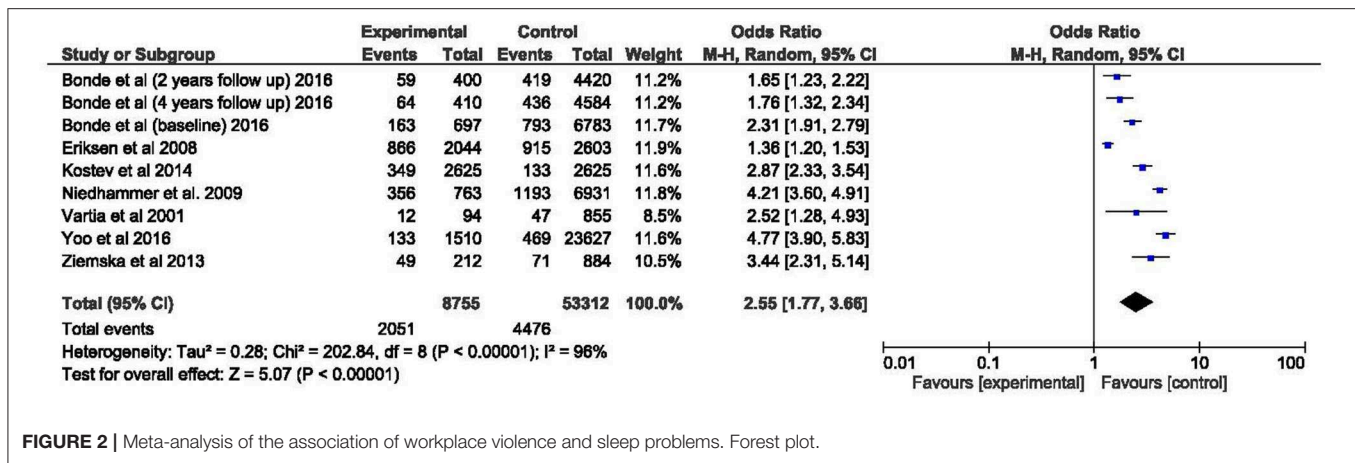 Experimental Control Odds Ratio Odds Ratio
Study or Subgroup Events Total Events Total Weight M-H, Random, 95% CI M-H, Random, 95% CI
Bonde et al (2 years follow up) 2016 59 400 419 4420 11.2% 1.65 [1.23, 2.22]
Bonde et al (4 years follow up) 2016 64 410 436 4584 11.2% 1.76 [1.32, 2.34]
Bonde et al (baseline) 2016 163 697 793 6783 11.7% 2.31 [1.91, 2.79]
Eriksen et al 2008 866 2044 915 2603 11.9% 1.36 [1.20, 1.53]
Kostev et al 2014 349 2625 133 2625 11.6% 2.87 [2.33, 3.54]
Niedhammer et al. 2009 356 763 1193 6931 11.8% 4.21 [3.60, 4.91]
Vartia et al 2001 12 94 47 855 8.5% 2.52 [1.28, 4.93]
Yoo et al 2016 133 1510 469 23627 11.6% 4.77 [3.90, 5.83]
Ziemska et al 2013 49 212 71 884 10.5% 3.44 [2.31, 5.14]
Total (95% CI) 8755 53312 100.0% 2.55 [1.77, 3.66]
Total events 2051 4476
Heterogeneity: Tau² = 0.28; Chi² = 202.84, df = 8 (P < 0.00001); I² = 96%
Test for overall effect: Z = 5.07 (P < 0.00001)
0.01 0.1 1 10 100
Favours [experimental] Favours [control]
FIGURE 2 | Meta-analysis of the association of workplace violence and sleep problems. Forest plot.